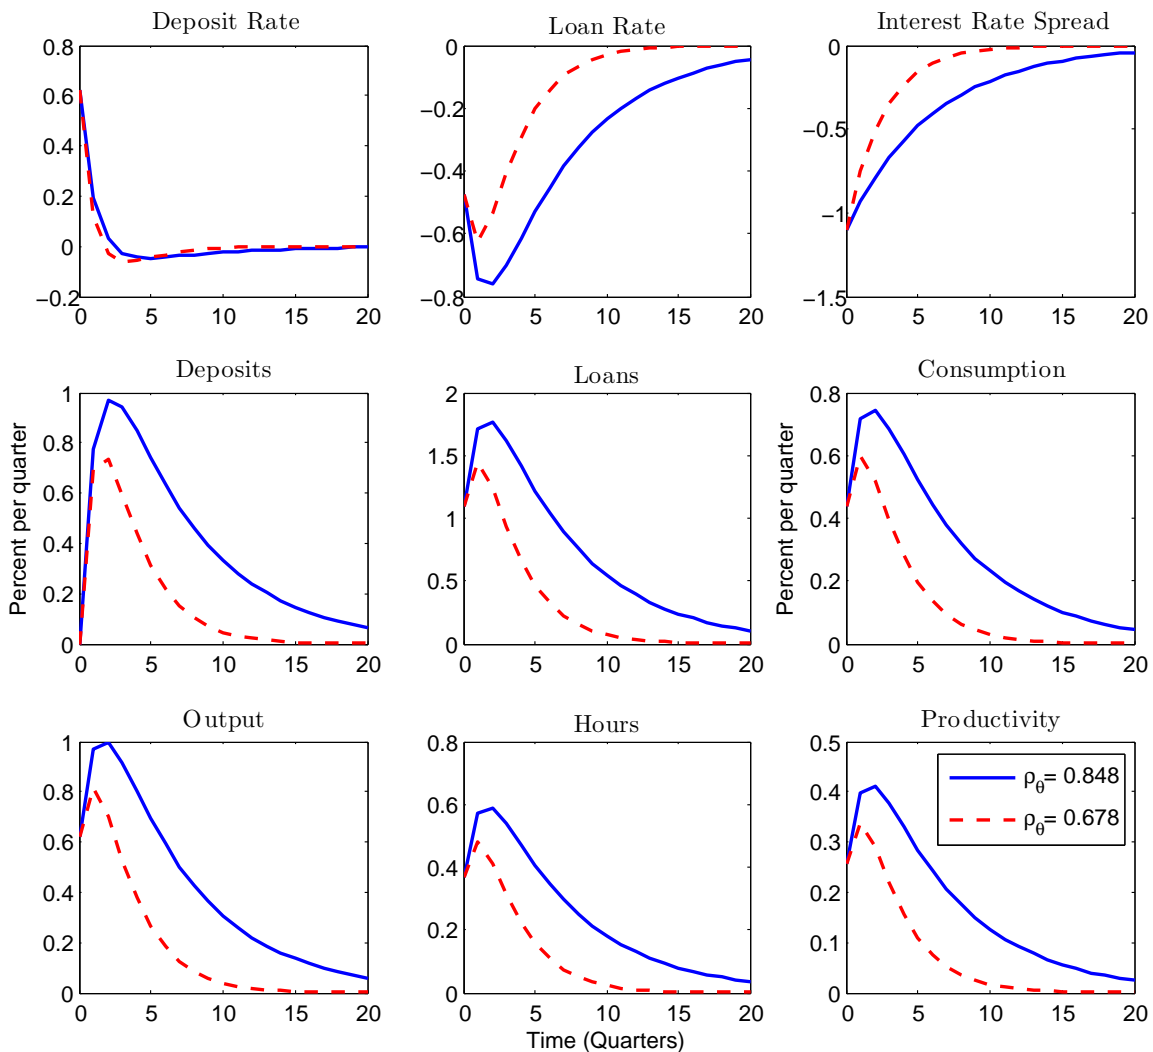 Deposit Rate
0.8
0.6
0.4
0.2
0
−0.2
0 5 10 15 20
Loan Rate
0
−0.2
−0.4
−0.6
−0.8
0 5 10 15 20
Interest Rate Spread
0
−0.5
−1
−1.5
0 5 10 15 20
Deposits
Percent per quarter
1
0.8
0.6
0.4
0.2
0
0 5 10 15 20
Loans
2
1.5
1
0.5
0
0 5 10 15 20
Consumption
Percent per quarter
0.8
0.6
0.4
0.2
0
0 5 10 15 20
Output
1
0.8
0.6
0.4
0.2
0
0 5 10 15 20
Hours
0.8
0.6
0.4
0.2
0
0 5 10 15 20
Time (Quarters)
Productivity
0.5
0.4
0.3
0.2
0.1
0
0 5 10 15 20
ρθ= 0.848
ρθ= 0.678